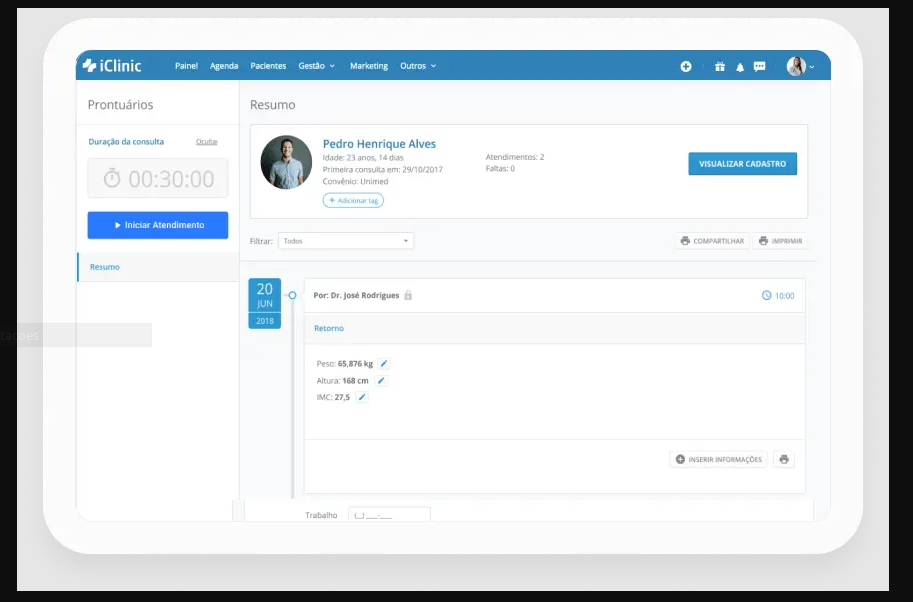 iClinic
Painel Agenda Pacientes Gestão Marketing Outros
Prontuários
Duração da consulta Ocultar
00:30:00
Iniciar Atendimento
Resumo
Resumo
Pedro Henrique Alves
Idade: 23 anos, 14 dias
Primeira consulta em: 29/10/2017
Convênio: Unimed
+ Adicionar tag
Atendimentos: 2
Faltas: 0
VISUALIZAR CADASTRO
Filtrar: Todos
COMPARTILHAR IMPRIMIR
20
JUN
2018
Por: Dr. José Rodrigues
10:00
Retorno
Peso: 65,876 kg
Altura: 168 cm
IMC: 27,5
INSERIR INFORMAÇÕES
Trabalho (__) ____-____